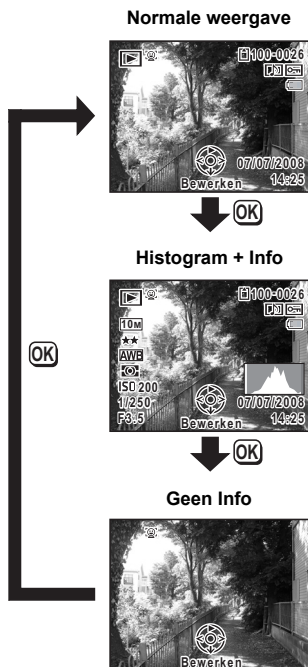 Normale weergave
100-0026
07/07/2008
14:25
Bewerken
OK
Histogram + Info
100-0026
10M
AWB
ISO 200
1/250
F3.5
07/07/2008
14:25
Bewerken
OK
OK
Geen Info
Bewerken